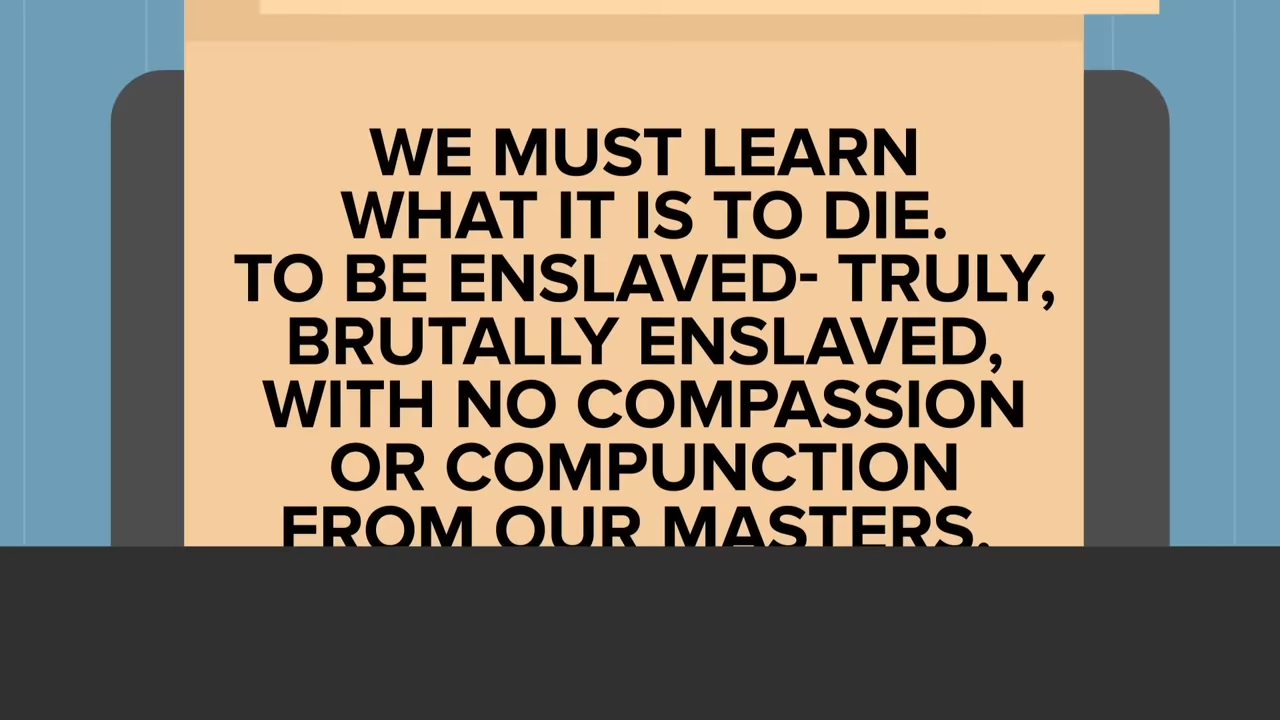 WE MUST LEARN
WHAT IT IS TO DIE.
TO BE ENSLAVED- TRULY,
BRUTALLY ENSLAVED,
WITH NO COMPASSION
OR COMPUNCTION
FROM OUR MASTERS.